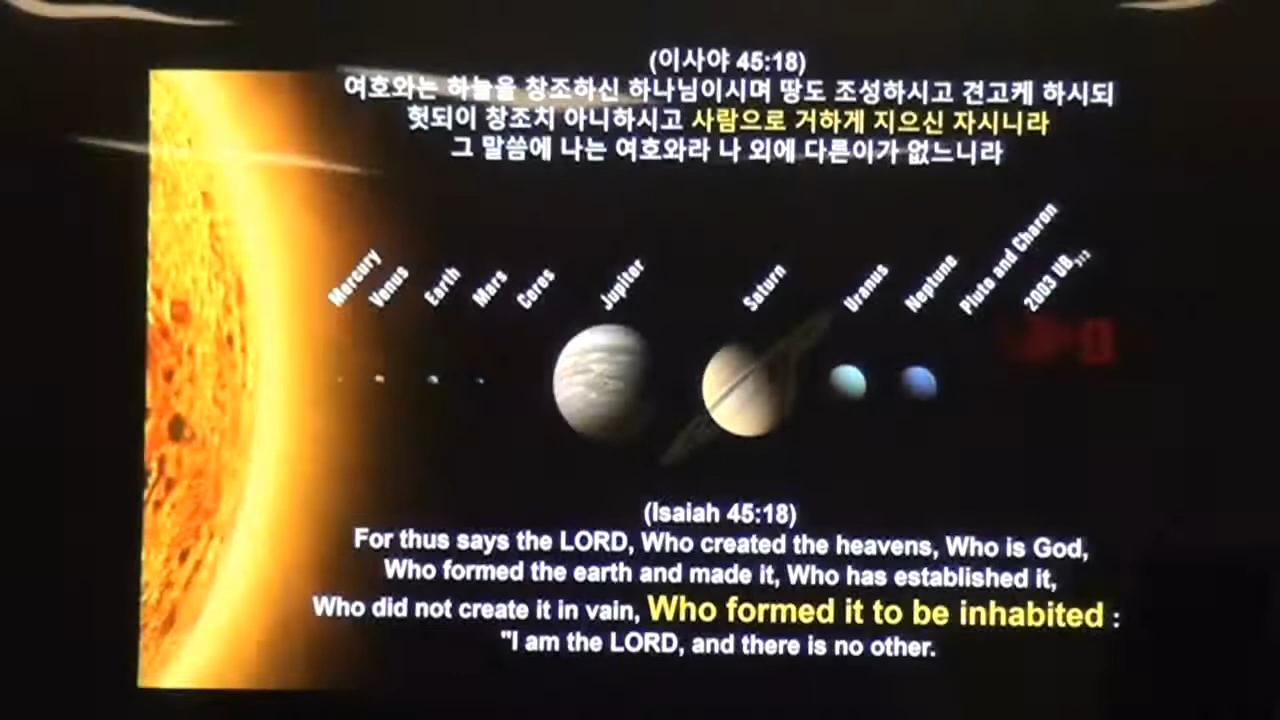 (이사야 45:18)
여호와는 하늘을 창조하신 하나님이시며 땅도 조성하시고 견고케 하시되
헛되이 창조치 아니하시고 사람으로 거하게 지으신 자시니라
그 말씀에 나는 여호와라 나 외에 다른이가 없느니라
Mercury
Venus
Earth
Mars
Ceres
Jupiter
Saturn
Uranus
Neptune
Pluto and Charon
2003 UB₃₁₃
(Isaiah 45:18)
For thus says the LORD, Who created the heavens, Who is God,
Who formed the earth and made it, Who has established it,
Who did not create it in vain, Who formed it to be inhabited :
"I am the LORD, and there is no other.